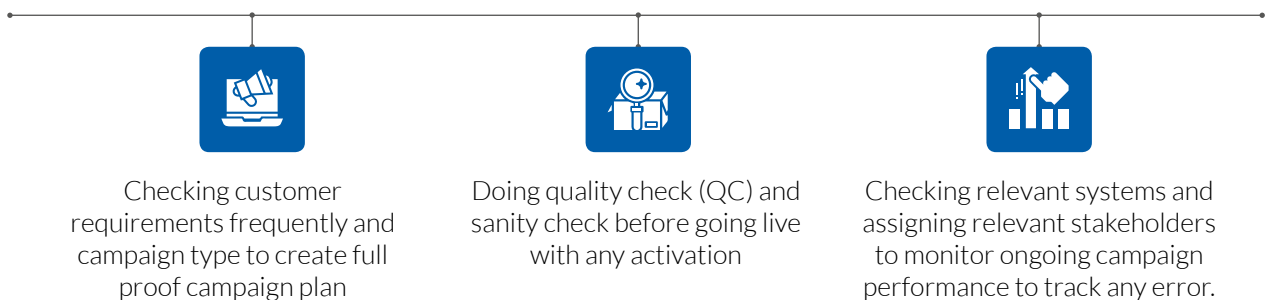 Checking customer
requirements frequently and
campaign type to create full
proof campaign plan
Doing quality check (QC) and
sanity check before going live
with any activation
Checking relevant systems and
assigning relevant stakeholders
to monitor ongoing campaign
performance to track any error.